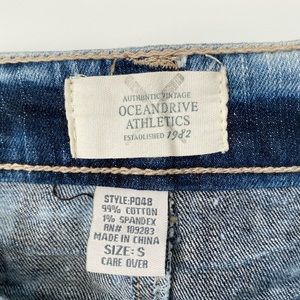 AUTHENTIC VINTAGE
OCEANDRIVE
ATHLETICS
ESTABLISHED 1982
STYLE:P048
99% COTTON
1% SPANDEX
RN# 109283
MADE IN CHINA
SIZE: S
CARE OVER